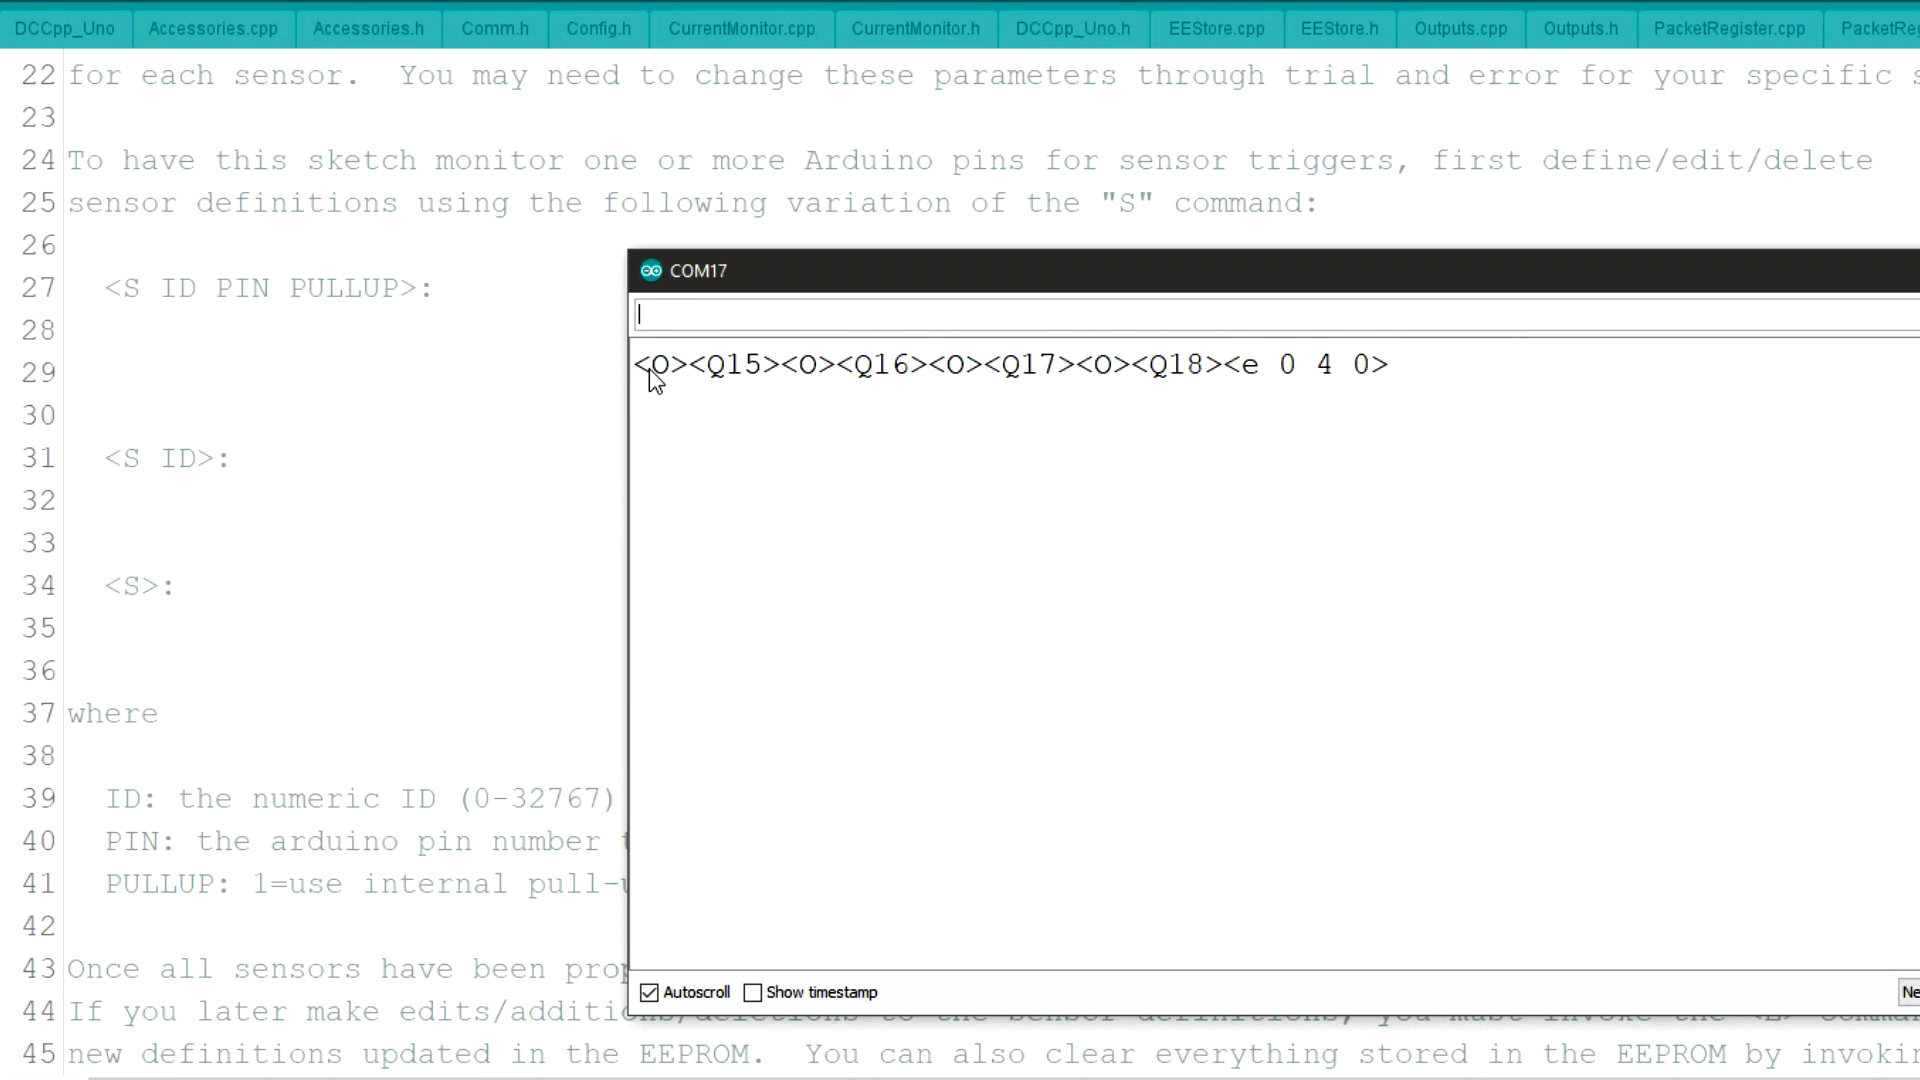 DCCpp_Uno Accessories.cpp Accessories.h Comm.h Config.h CurrentMonitor.cpp CurrentMonitor.h DCCpp_Uno.h EEStore.cpp EEStore.h Outputs.cpp Outputs.h PacketRegister.cpp
22 for each sensor. You may need to change these parameters through trial and error for your specific
23
24 To have this sketch monitor one or more Arduino pins for sensor triggers, first define/edit/delete
25 sensor definitions using the following variation of the "S" command:
26
27 <S ID PIN PULLUP>:
28
29
30
31 <S ID>:
32
33
34 <S>:
35
36
37 where
38
39 ID: the numeric ID (0-32767)
40 PIN: the arduino pin number
41 PULLUP: 1=use internal
42
43 Once all sensors have been
44 If you later make
45 new definitions updated in the EEPROM. You can also clear everything stored in the EEPROM by
COM17
<O><Q15><O><Q16><O><Q17><O><Q18><e 0 4 0>
Autoscroll Show timestamp